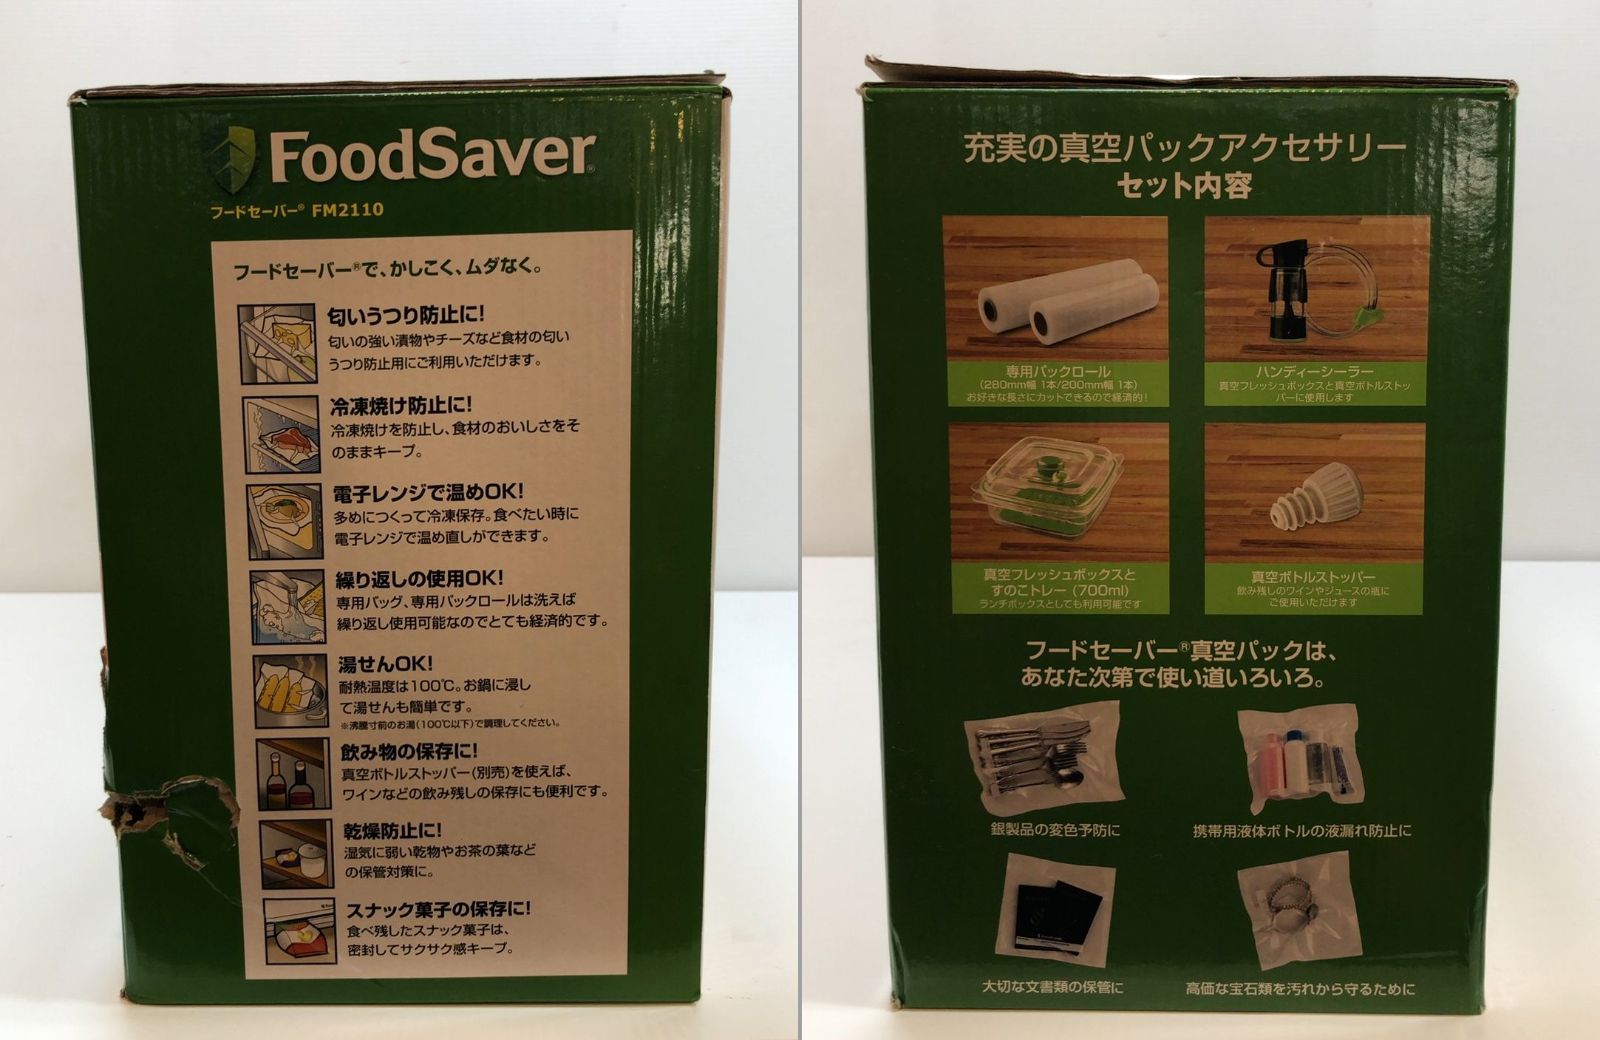 FoodSaver®
フードセーバー® FM2110
フードセーバー®で、かしこく、ムダなく。
匂いうつり防止に!
匂いの強い漬物やチーズなど食材の匂い
うつり防止用にご利用いただけます。
冷凍焼け防止に!
冷凍焼けを防止し、食材のおいしさをそ
のままキープ。
電子レンジで温めOK!
多めにつくって冷凍保存。食べたい時に
電子レンジで温め直しができます。
繰り返しの使用OK!
専用バッグ、専用パックロールは洗えば
繰り返し使用可能なのでとても経済的です。
湯せんOK!
耐熱温度は100℃。お鍋に浸し
て湯せんも簡単です。
※沸騰寸前のお湯(100℃以下)で調理してください。
飲み物の保存に!
真空ボトルストッパー(別売)を使えば、
ワインなどの飲み残しの保存にも便利です。
乾燥防止に!
湿気に弱い乾物やお茶の葉など
の保管対策に。
スナック菓子の保存に!
食べ残したスナック菓子は、
密封してサクサク感キープ。
充実の真空パックアクセサリー
セット内容
専用パックロール
(280mm幅 1本/200mm幅 1本)
お好きな長さにカットできるので経済的!
ハンディーシーラー
真空フレッシュボックスと真空ボトルストッ
パーに使用します
真空フレッシュボックスと
すのこトレー (700ml)
ランチボックスとしても利用可能です
真空ボトルストッパー
飲み残しのワインやジュースの瓶に
ご使用いただけます
フードセーバー®真空パックは、
あなた次第で使い道いろいろ。
銀製品の変色予防に
携帯用液体ボトルの液漏れ防止に
大切な文書類の保管に
高価な宝石類を汚れから守るために